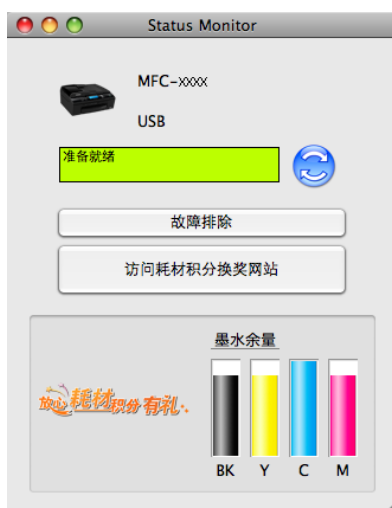 Status Monitor
MFC-xxxx
USB
准备就绪
故障排除
访问耗材积分换奖网站
墨水余量
放心耗材积分有礼
BK Y C M